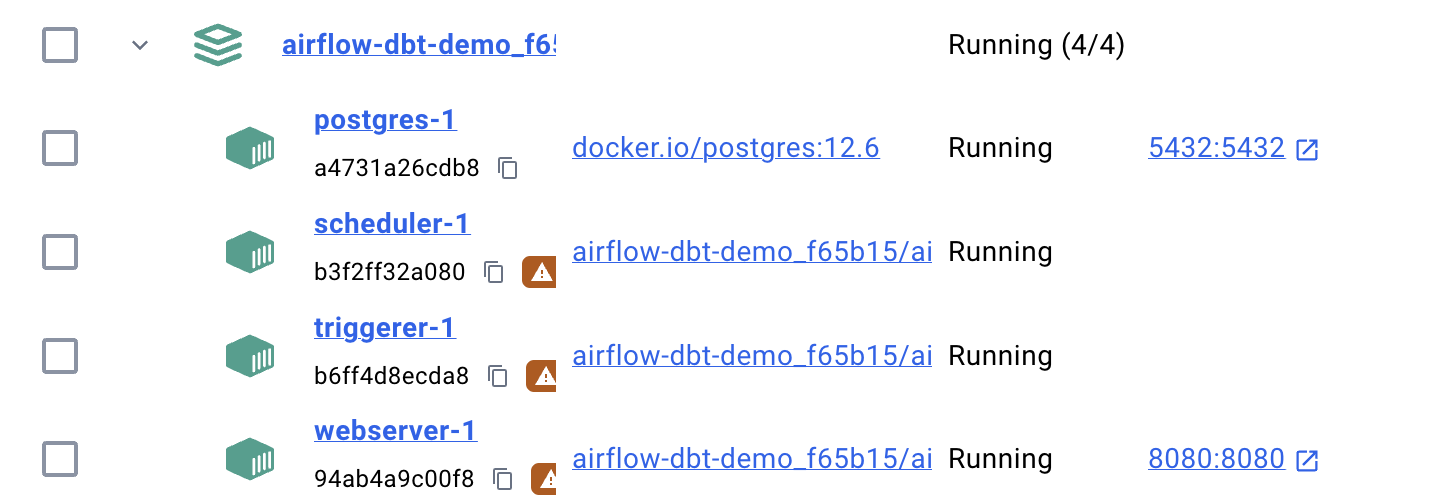 airflow-dbt-demo_f65 Running (4/4)
postgres-1
docker.io/postgres:12.6 Running 5432:5432
a4731a26cdb8
scheduler-1
airflow-dbt-demo_f65b15/ai Running
b3f2ff32a080
triggerer-1
airflow-dbt-demo_f65b15/ai Running
b6ff4d8ecda8
webserver-1
airflow-dbt-demo_f65b15/ai Running 8080:8080
94ab4a9c00f8